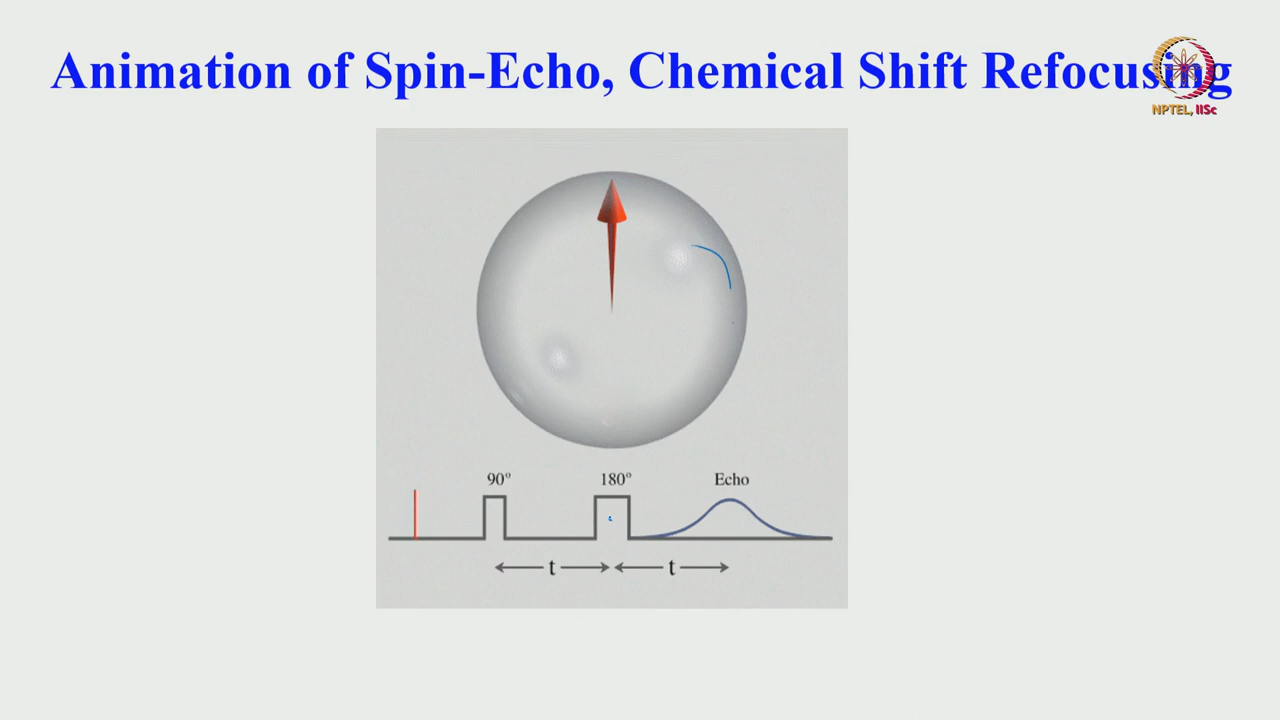 Animation of Spin-Echo, Chemical Shift Refocusing
NPTEL, IISc
90° 180° Echo
t t